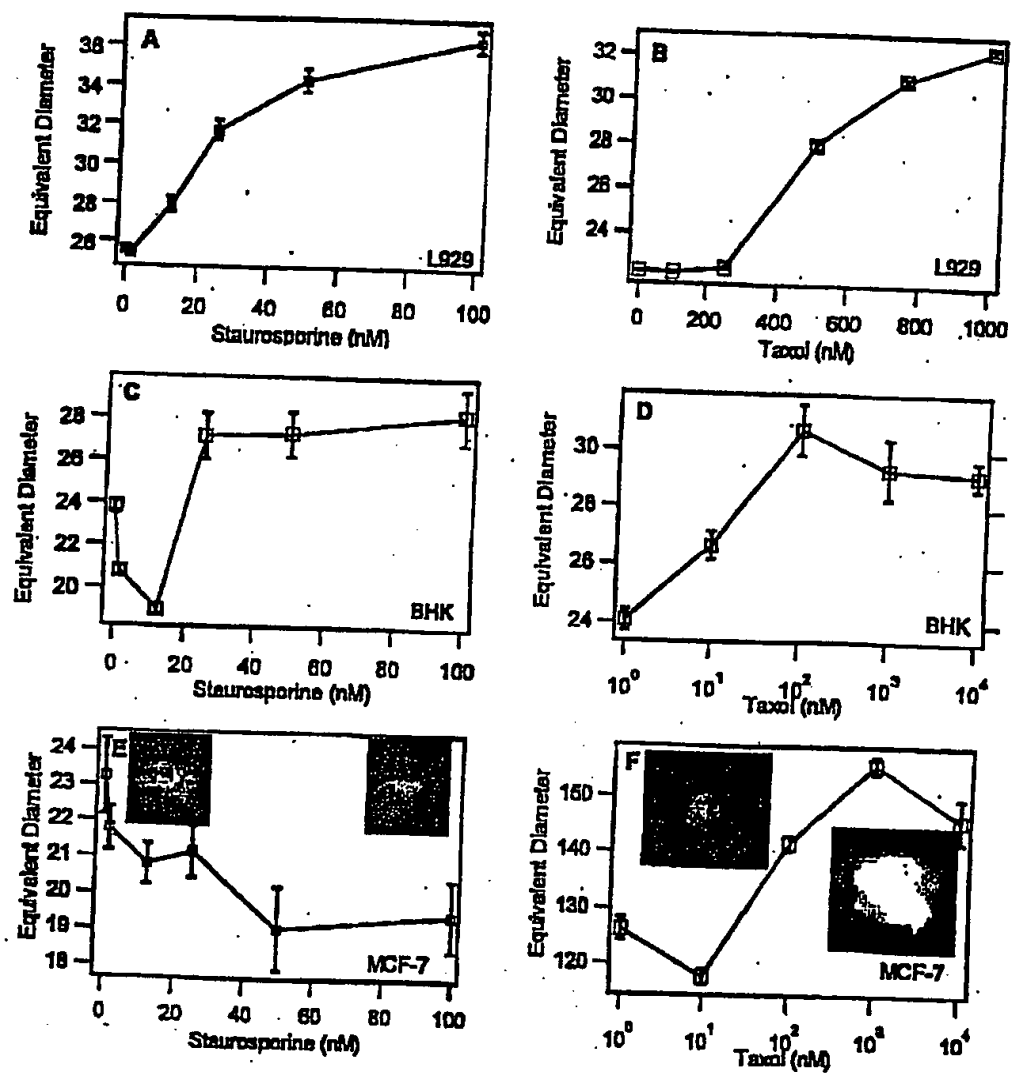 A
Equivalent Diameter
36
34
32
30
28
26
L929
0 20 40 60 80 100
Staurosporine (nM)
B
Equivalent Diameter
32
30
28
26
24
L929
0 200 400 600 800 1000
Taxol (nM)
C
Equivalent Diameter
28
26
24
22
20
BHK
0 20 40 60 80 100
Staurosporine (nM)
D
Equivalent Diameter
30
28
26
24
BHK
10⁰ 10¹ 10² 10³ 10⁴
Taxol (nM)
E
Equivalent Diameter
24
23
22
21
20
19
18
MCF-7
0 20 40 60 80 100
Staurosporine (nM)
F
Equivalent Diameter
150
140
130
120
MCF-7
10⁰ 10¹ 10² 10³ 10⁴
Taxol (nM)